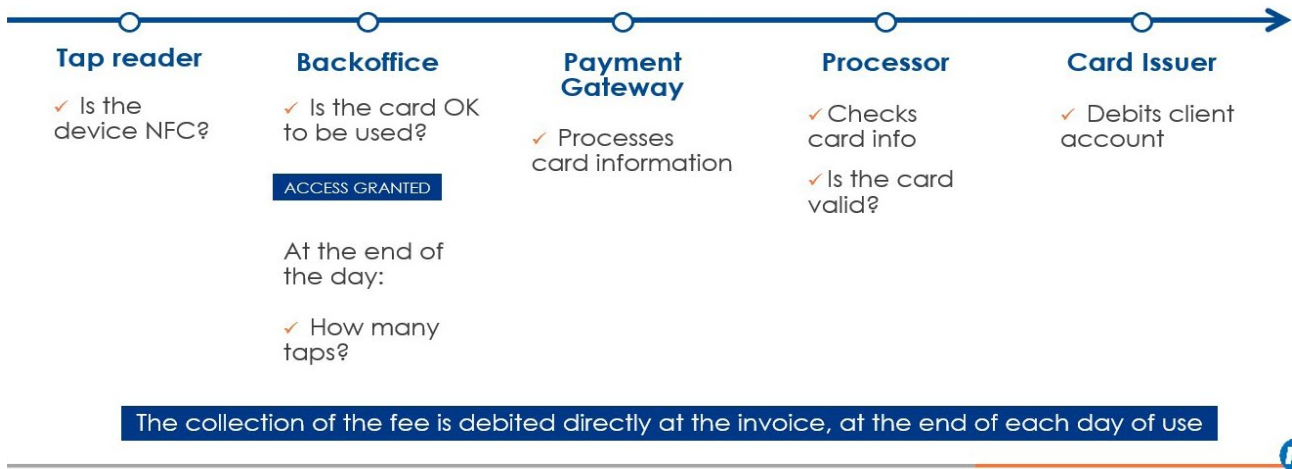 Tap reader
✓ Is the
device NFC?
Backoffice
✓ Is the card OK
to be used?
ACCESS GRANTED
At the end of
the day:
✓ How many
taps?
Payment
Gateway
✓ Processes
card information
Processor
✓ Checks
card info
✓ Is the card
valid?
Card Issuer
✓ Debits client
account
The collection of the fee is debited directly at the invoice, at the end of each day of use